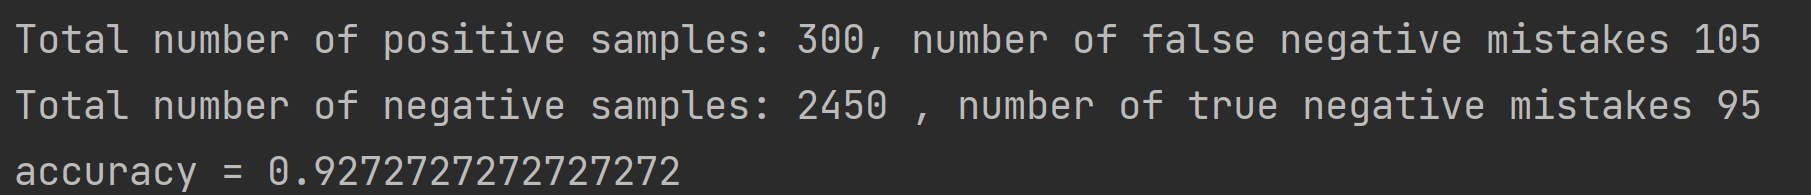 Total number of positive samples: 300, number of false negative mistakes 105
Total number of negative samples: 2450 , number of true negative mistakes 95
accuracy = 0.9272727272727272